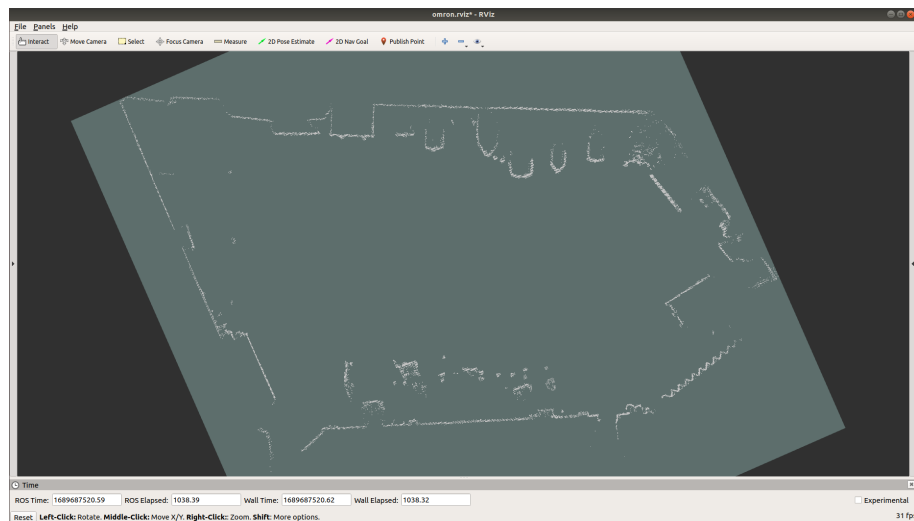 omron.rviz* - RViz
File Panels Help
Interact Move Camera Select Focus Camera Measure 2D Pose Estimate 2D Nav Goal Publish Point
Time
ROS Time: 1689687520.59 ROS Elapsed: 1038.39 Wall Time: 1689687520.62 Wall Elapsed: 1038.32 Experimental
Reset Left-Click: Rotate. Middle-Click: Move X/Y. Right-Click:: Zoom. Shift: More options. 31 fps